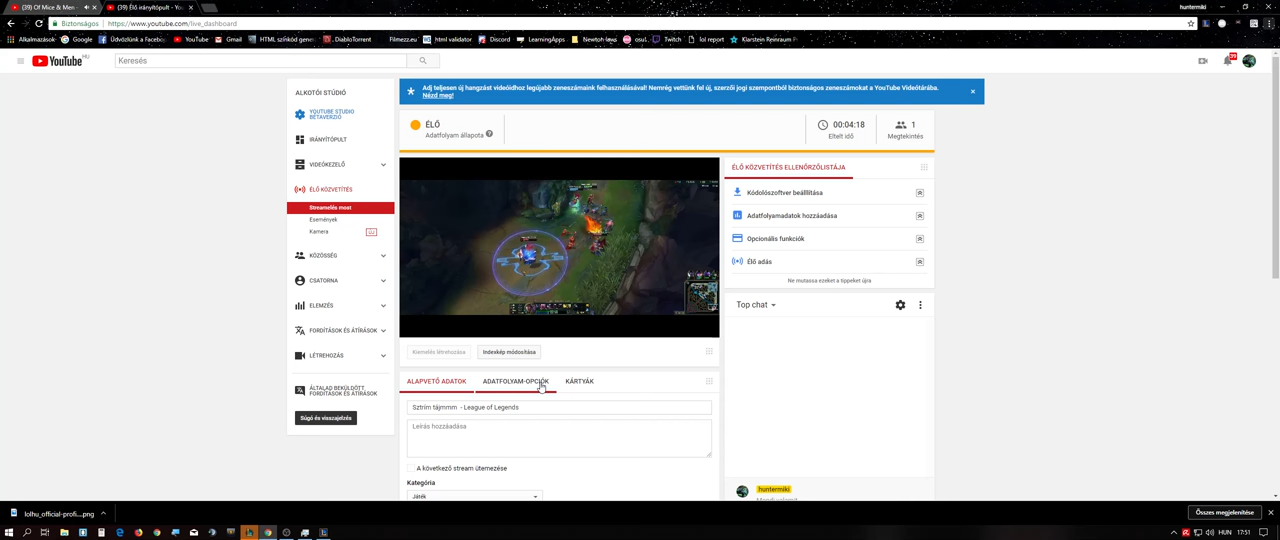 (39) Of Mice & Men
(39) Élő irányítópult - You
huntermiki
Biztonságos
https://www.youtube.com/live_dashboard
Alkalmazások
Google
Üdvözlünk a Facebo
YouTube
Gmail
HTML színkód gene
DiabloTorrent
Filmezz.eu
html validator
Discord
LearningApps
osu!
Twitch
lol report
Klarstein Reinraum F
YouTube HU
Keresés
ALKOTÓI STÚDIÓ
YOUTUBE STUDIO
BÉTAVERZIÓ
IRÁNYÍTÓPULT
VIDEÓKEZELŐ
ÉLŐ KÖZVETÍTÉS
Streamelés most
Események
Kamera
ÚJ
KÖZÖSSÉG
CSATORNA
ELEMZÉS
FORDÍTÁSOK ÉS ÁTÍRÁSOK
LÉTREHOZÁS
ÁLTALAD BEKÜLDÖTT
FORDÍTÁSOK ÉS ÁTÍRÁSOK
Súgó és visszajelzés
Adj teljesen új hangzást videóidhoz legújabb zeneszámaink felhasználásával! Nemrég vettünk fel új, szerzői jogi szempontból biztonságos zeneszámokat a YouTube Videótárába.
Nézd meg!
ÉLŐ
Adatfolyam állapota
00:04:18
Eltelt idő
1
Megtekintés
Kiemelés létrehozása
Indexkép módosítása
ALAPVETŐ ADATOK
ADATFOLYAM-OPCIÓK
KÁRTYÁK
Sztrím tájmmm - League of Legends
Leírás hozzáadása
A következő stream ütemezése
Kategória
Játék
ÉLŐ KÖZVETÍTÉS ELLENŐRZŐLISTÁJA
Kódolószoftver beállítása
Adatfolyamadatok hozzáadása
Opcionális funkciók
Élő adás
Ne mutassa ezeket a tippeket újra
Top chat
huntermiki
lolhu_official-profi....png
Összes megjelenítése
HUN
17:51